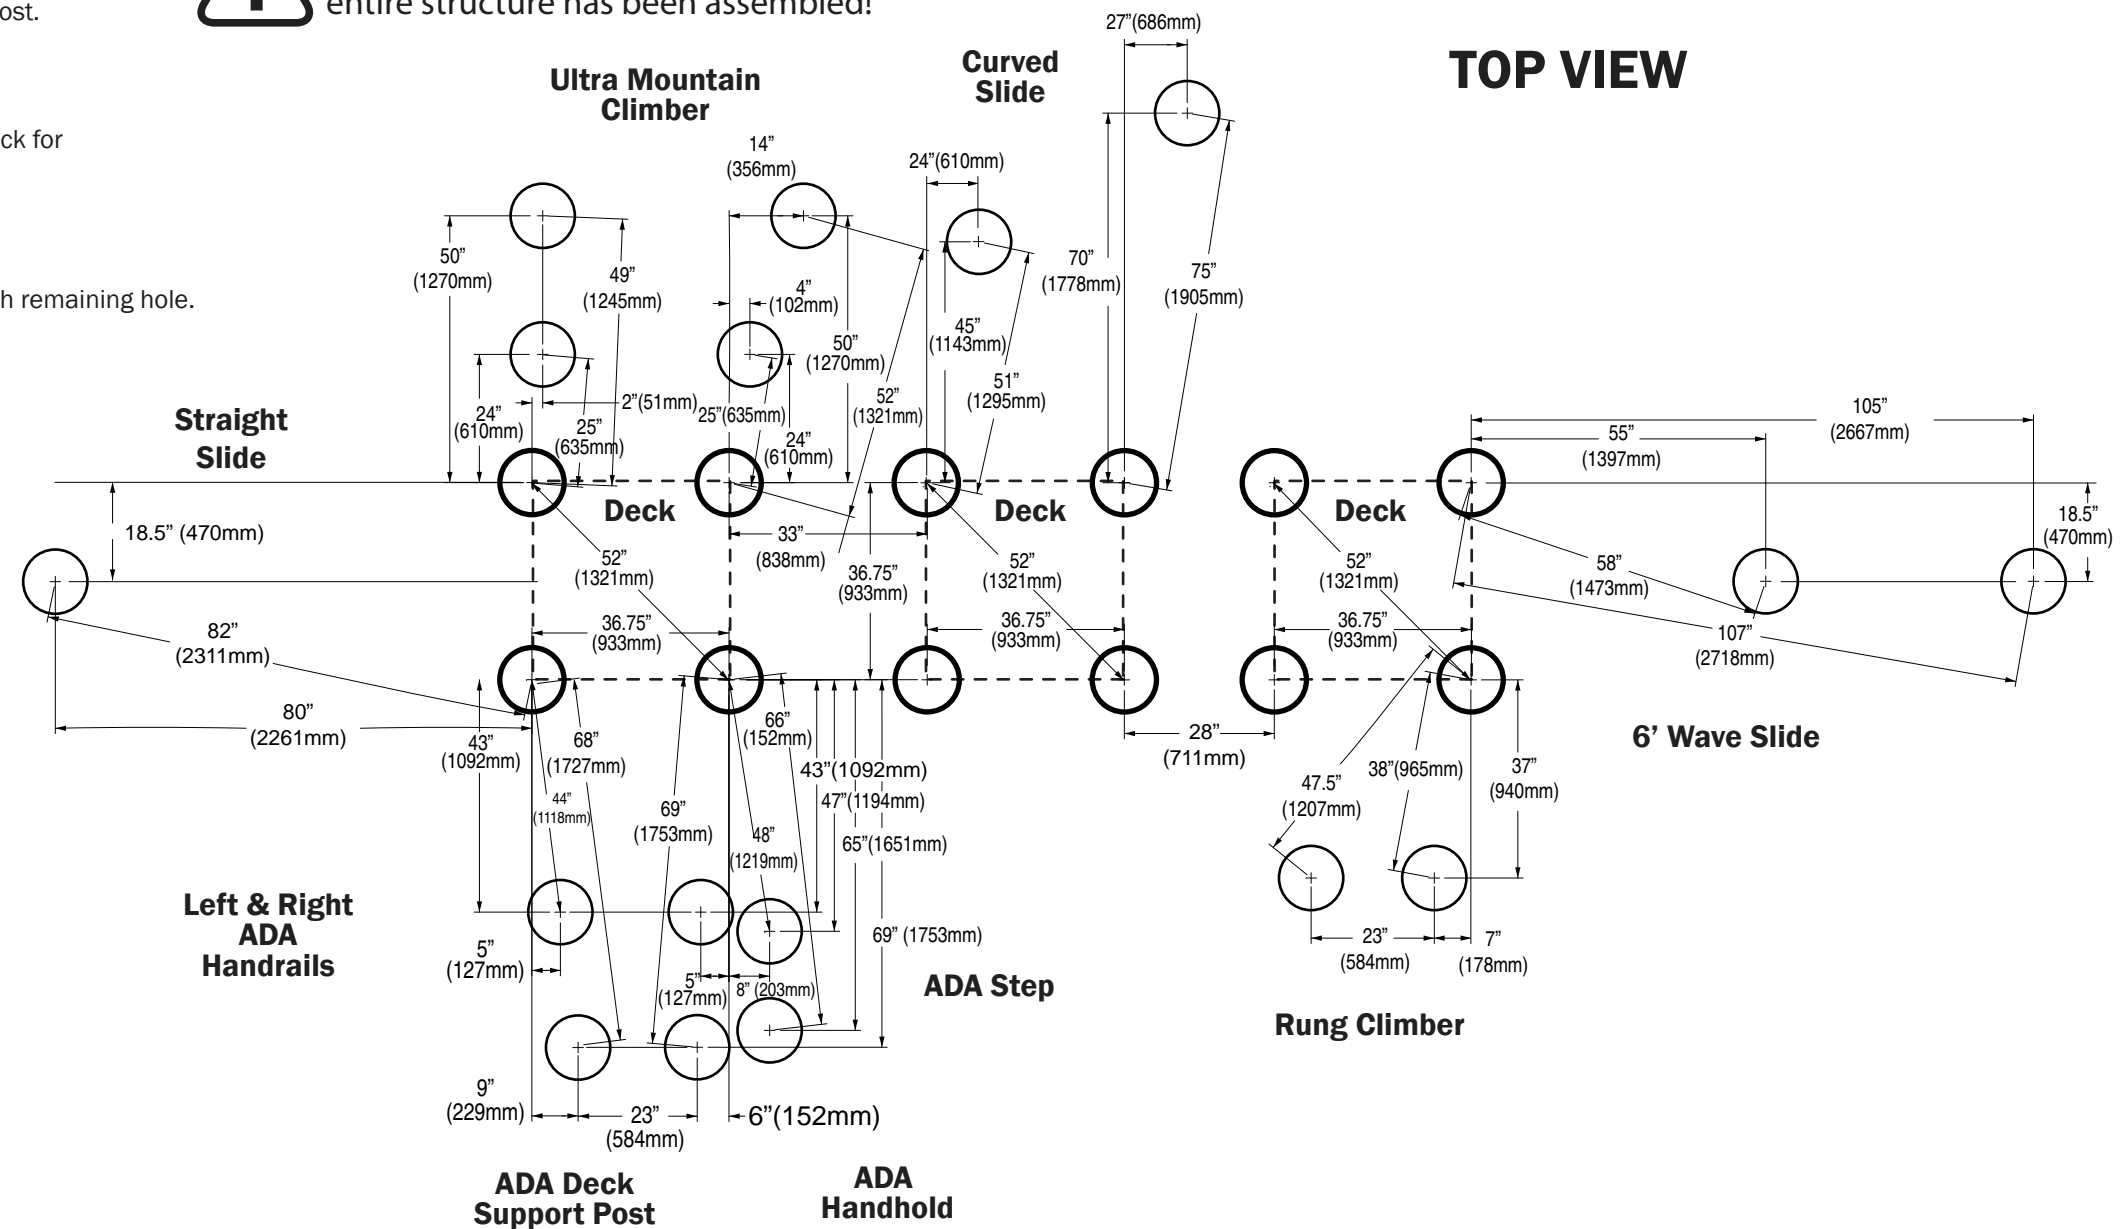 ost.
entire structure has been assembled!
27”(686mm)
TOP VIEW
Curved
Slide
Ultra Mountain
Climber
ck for
14”
(356mm)
24”(610mm)
50”
(1270mm)
49”
(1245mm)
4”
(102mm)
70”
(1778mm)
75”
(1905mm)
h remaining hole.
45”
(1143mm)
50”
(1270mm)
51”
(1295mm)
52”
(1321mm)
2”(51mm)
25”(635mm)
24”
(610mm)
25”
(635mm)
24”
(610mm)
105”
(2667mm)
55”
(1397mm)
Straight
Slide
Deck
Deck
Deck
18.5” (470mm)
33”
(838mm)
18.5”
(470mm)
52”
(1321mm)
36.75”
(933mm)
52”
(1321mm)
52”
(1321mm)
58”
(1473mm)
36.75”
(933mm)
36.75”
(933mm)
36.75”
(933mm)
82”
(2311mm)
107”
(2718mm)
80”
(2261mm)
43”
(1092mm)
68”
(1727mm)
66”
(152mm)
28”
(711mm)
6’ Wave Slide
43”(1092mm)
47”(1194mm)
44”
(1118mm)
69”
(1753mm)
48”
(1219mm)
65”(1651mm)
47.5”
(1207mm)
38”(965mm)
37”
(940mm)
Left & Right
ADA
Handrails
5”
(127mm)
5”
(127mm)
8” (203mm)
69” (1753mm)
ADA Step
23”
(584mm)
7”
(178mm)
Rung Climber
9”
(229mm)
23”
(584mm)
6”(152mm)
ADA Deck
Support Post
ADA
Handhold